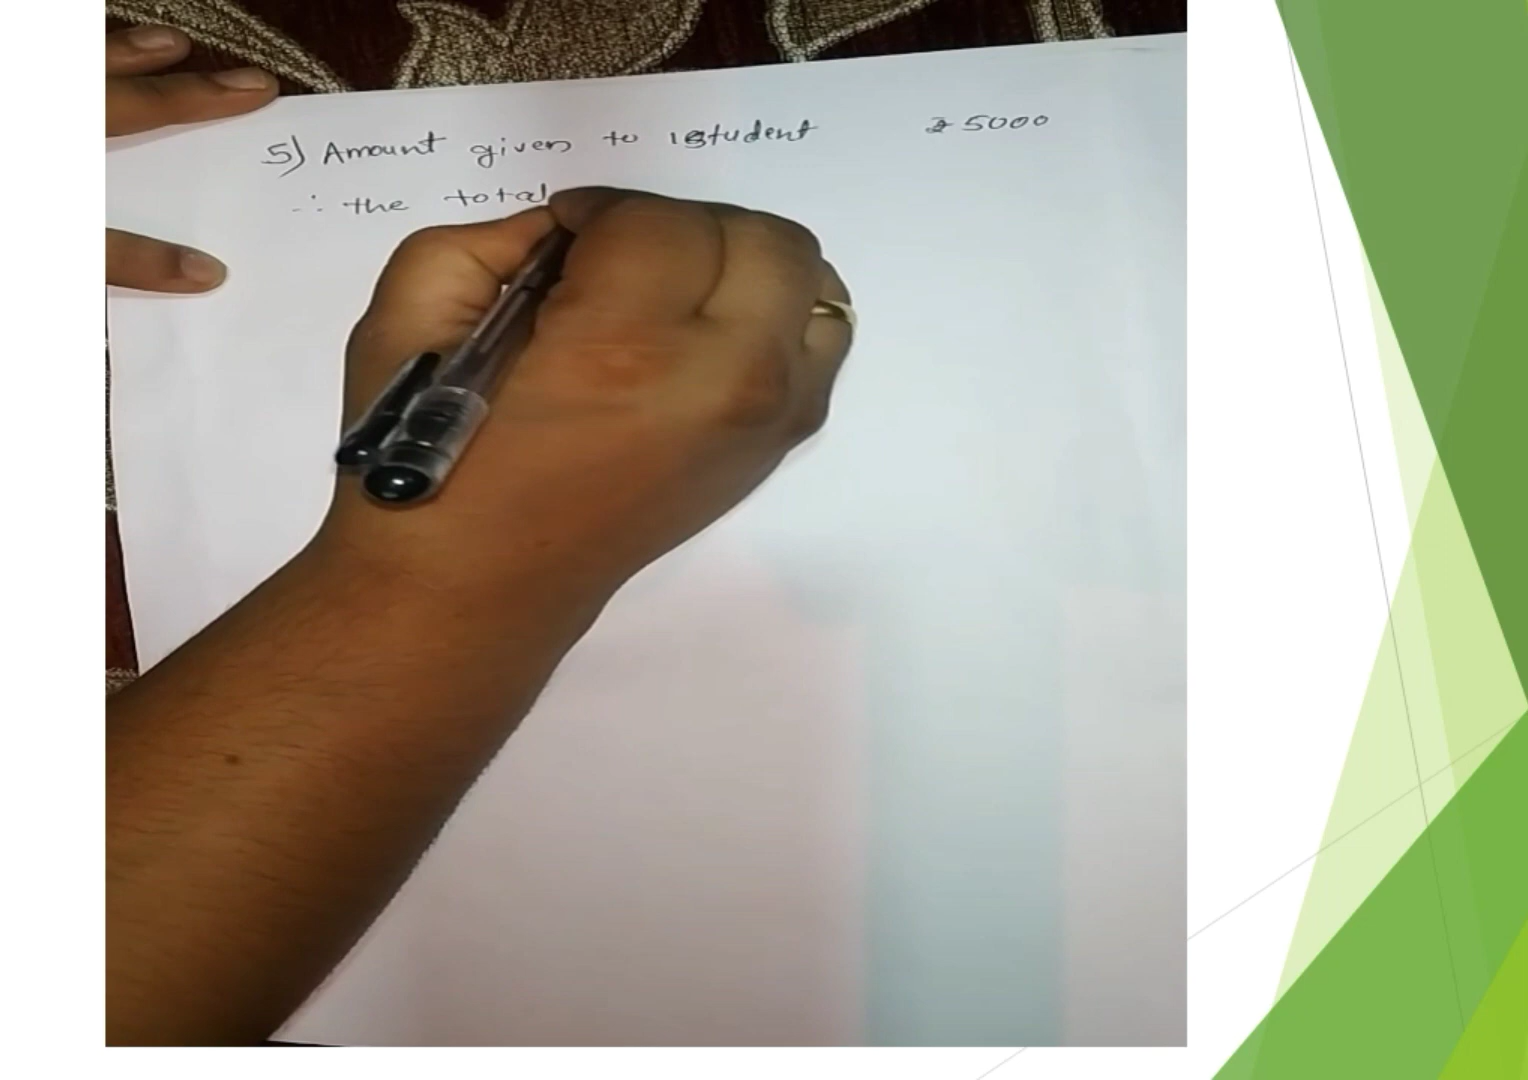 5) Amount given to 1student ₹ 5000
∴ the total